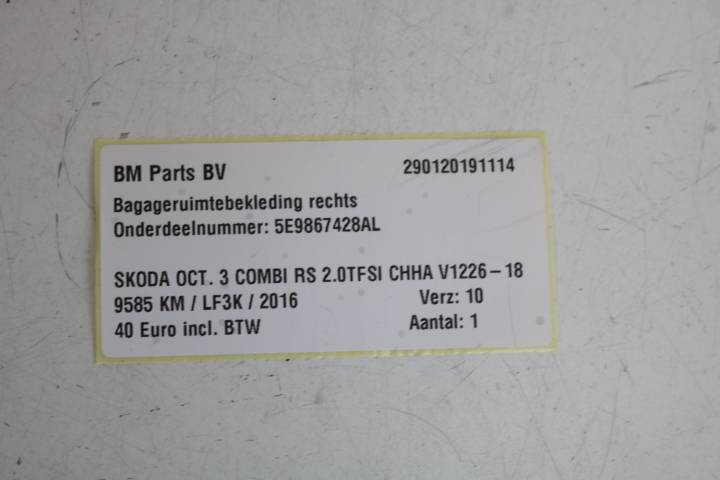 BM Parts BV 290120191114
Bagageruimtebekleding rechts
Onderdeelnummer: 5E9867428AL
SKODA OCT. 3 COMBI RS 2.0TFSI CHHA V1226-18
9585 KM / LF3K / 2016 Verz: 10
40 Euro incl. BTW Aantal: 1